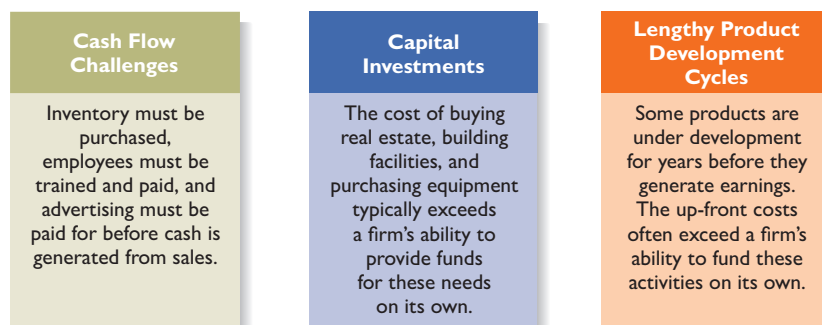 Cash Flow
Challenges
Inventory must be
purchased,
employees must be
trained and paid, and
advertising must be
paid for before cash is
generated from sales.
Capital
Investments
The cost of buying
real estate, building
facilities, and
purchasing equipment
typically exceeds
a firm's ability to
provide funds
for these needs
on its own.
Lengthy Product
Development
Cycles
Some products are
under development
for years before they
generate earnings.
The up-front costs
often exceed a firm's
ability to fund these
activities on its own.